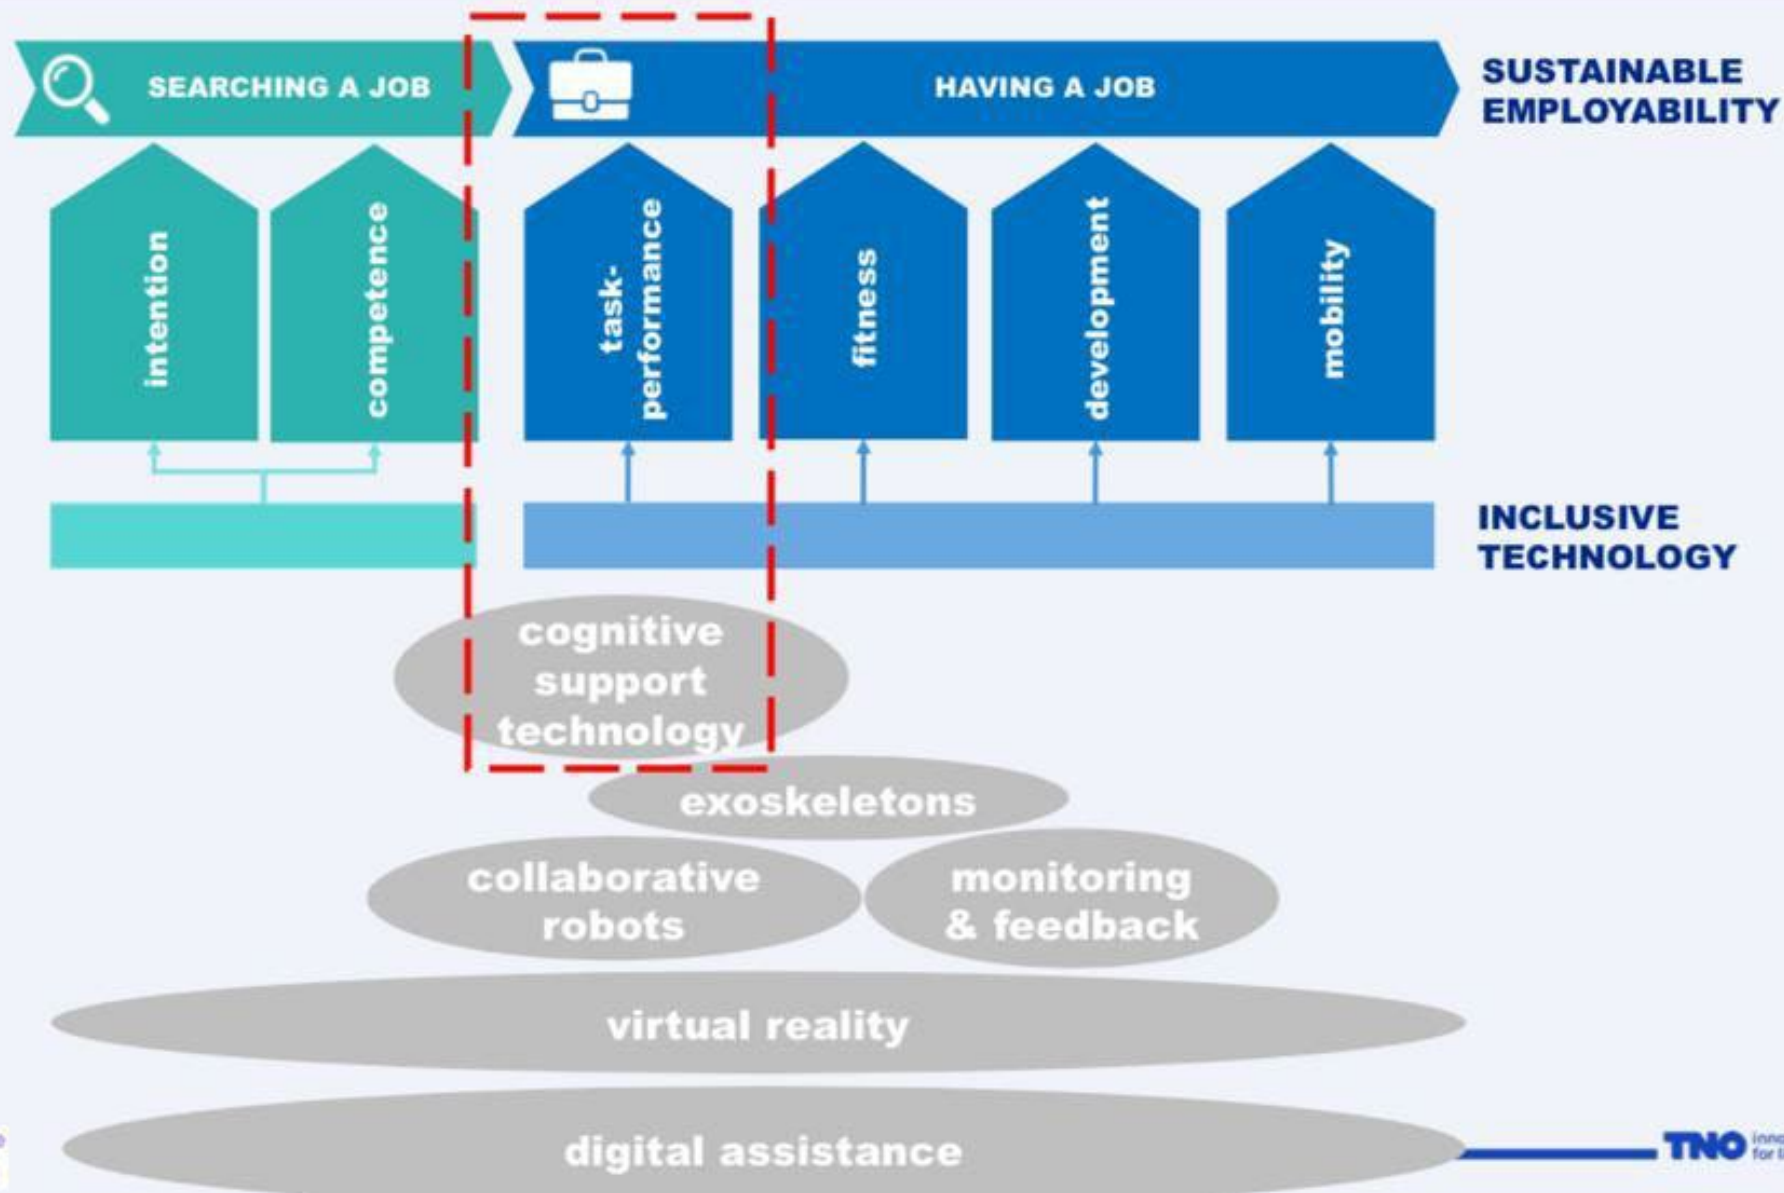 SEARCHING A JOB
HAVING A JOB
SUSTAINABLE
EMPLOYABILITY
intention
competence
task-
performance
fitness
development
mobility
INCLUSIVE
TECHNOLOGY
cognitive
support
technology
exoskeletons
collaborative
robots
monitoring
& feedback
virtual reality
digital assistance
TNO